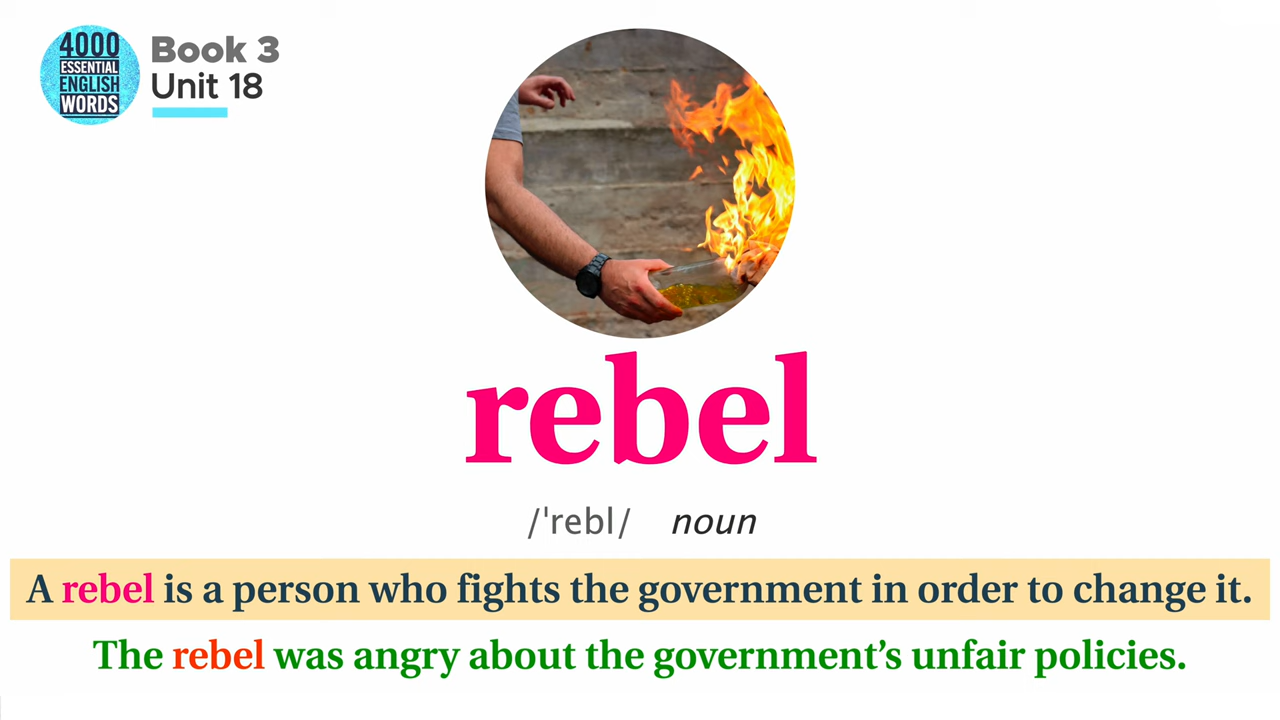 4000
ESSENTIAL
ENGLISH
WORDS
Book 3
Unit 18
rebel
/ˈrebl/ noun
A rebel is a person who fights the government in order to change it.
The rebel was angry about the government’s unfair policies.